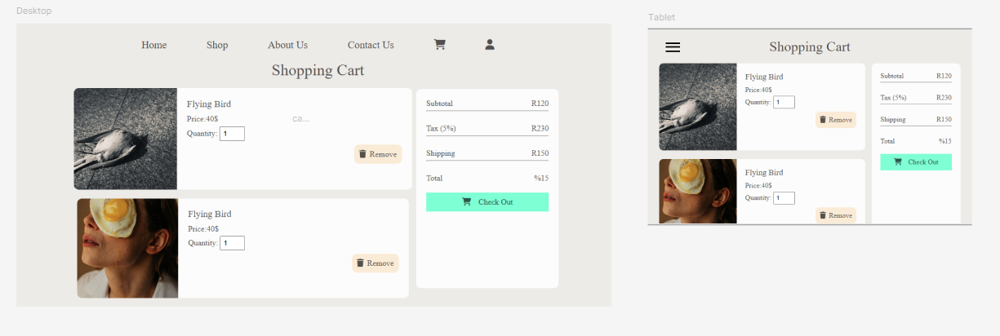 Desktop
Home Shop About Us Contact Us
Shopping Cart
Flying Bird
Price:40$
ca...
Quantity: 1
Remove
Flying Bird
Price:40$
Quantity: 1
Remove
Subtotal R120
Tax (5%) R230
Shipping R150
Total %15
Check Out
Tablet
Shopping Cart
Flying Bird
Price:40$
Quantity: 1
Remove
Flying Bird
Price:40$
Quantity: 1
Remove
Subtotal R120
Tax (5%) R230
Shipping R150
Total %15
Check Out